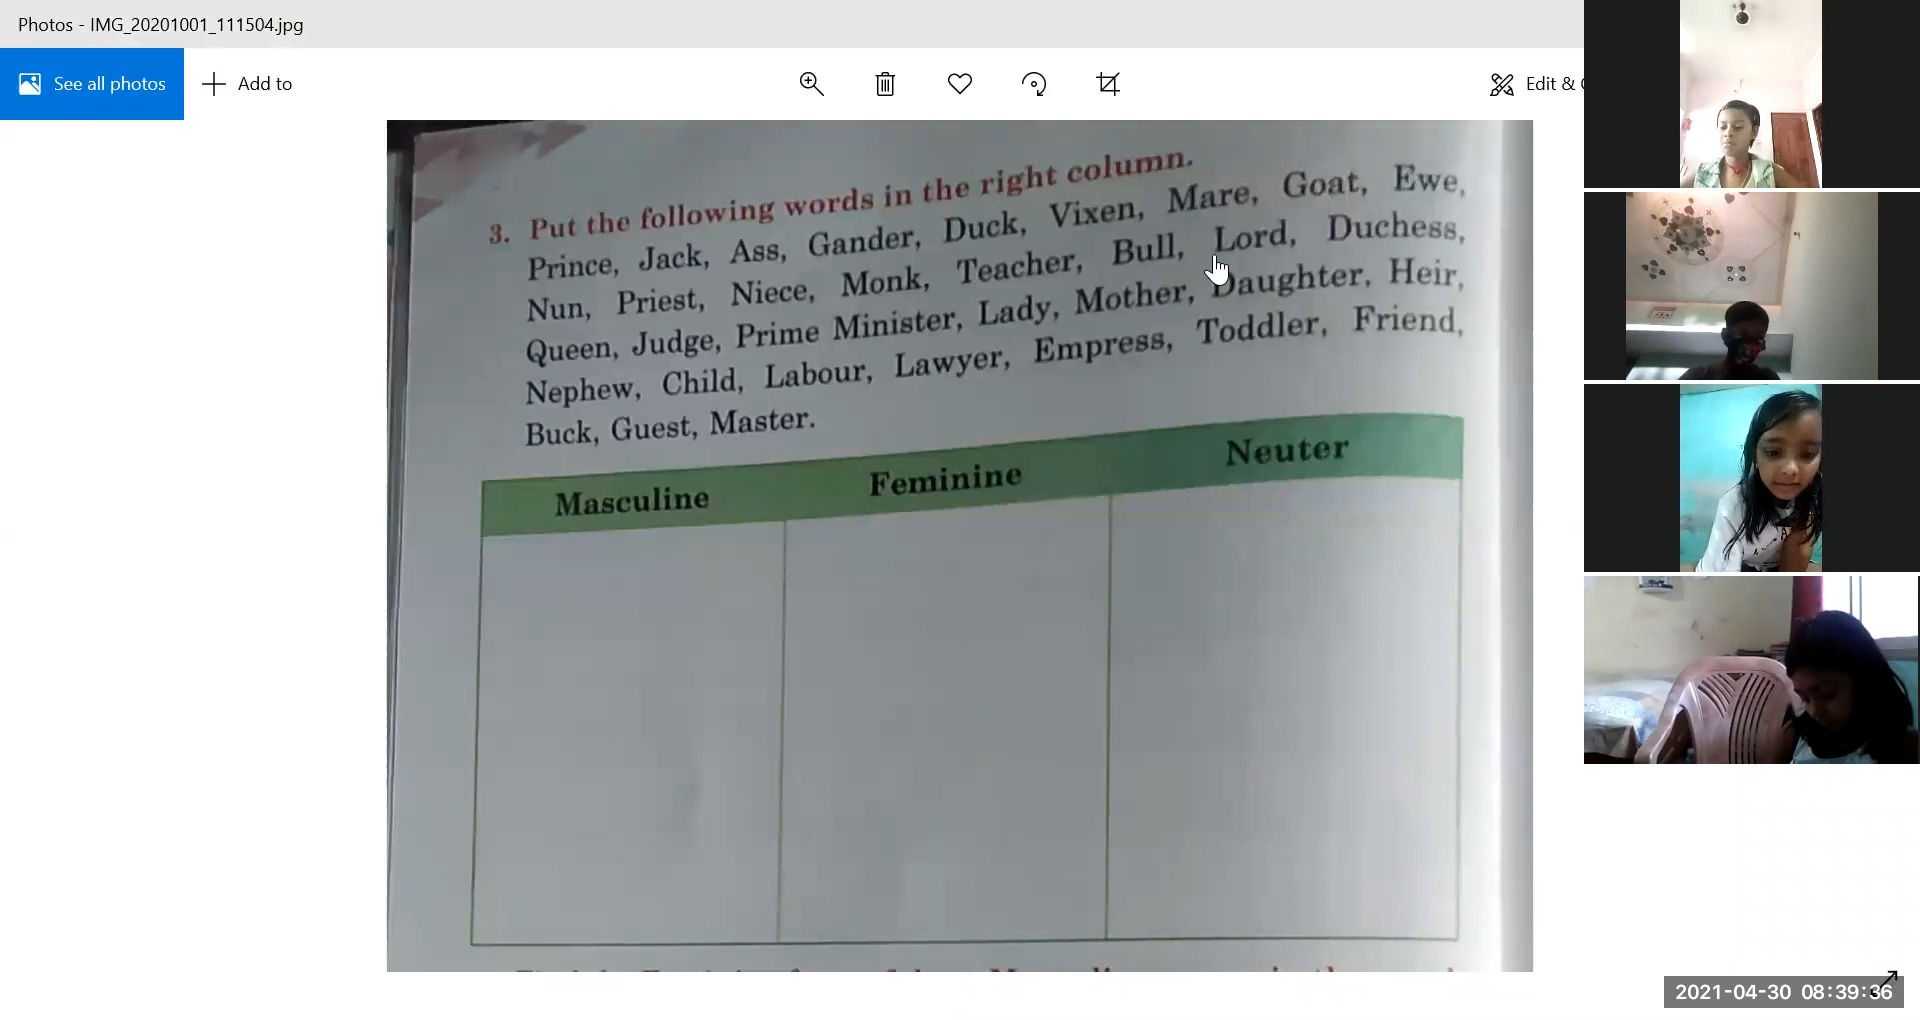 Photos - IMG_20201001_111504.jpg
See all photos
Add to
Edit &
3. Put the following words in the right column.
Prince, Jack, Ass, Gander, Duck, Vixen, Mare, Goat, Ewe,
Nun, Priest, Niece, Monk, Teacher, Bull, Lord, Duchess,
Queen, Judge, Prime Minister, Lady, Mother, Daughter, Heir,
Nephew, Child, Labour, Lawyer, Empress, Toddler, Friend,
Buck, Guest, Master.
Masculine Feminine Neuter
2021-04-30 08:39:36